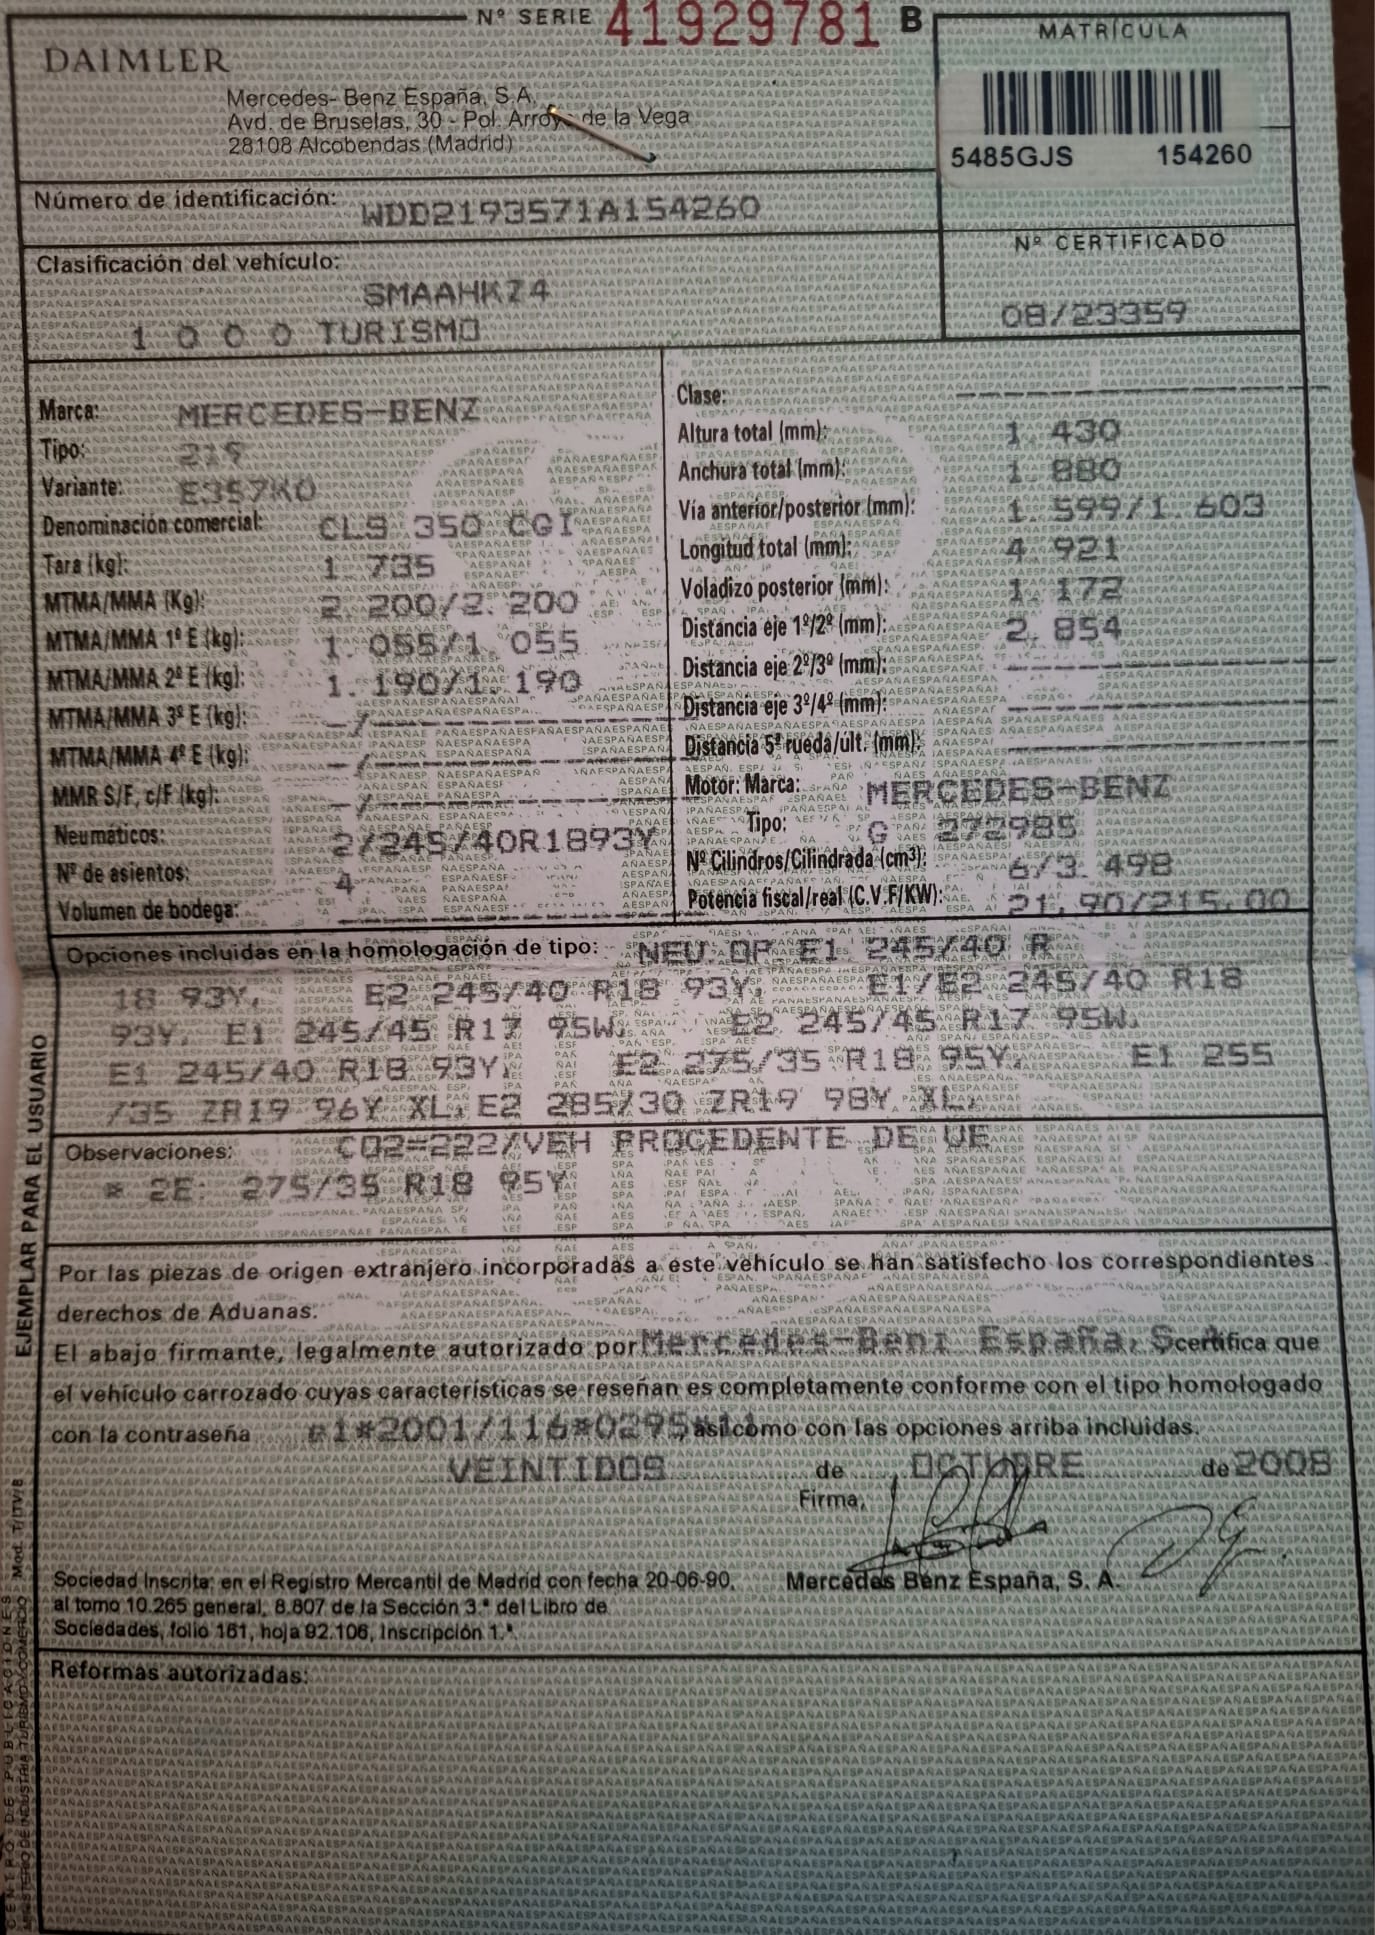 Nº SERIE 41929781 B
DAIMLER
Mercedes- Benz España, S.A.
Avd. de Bruselas, 30 - Pol. Arroyo de la Vega
28108 Alcobendas (Madrid)
MATRÍCULA
5485GJS 154260
Número de identificación: WDD2193571A154260
Clasificación del vehículo:
SMAAHKZ4
1 0 0 0 TURISMO
Nº CERTIFICADO
08/23359
Marca: MERCEDES-BENZ
Tipo: 219
Variante: E357K0
Denominación comercial: CLS 350 CGI
Tara (kg): 1. 735
MTMA/MMA (Kg): 2. 200/2. 200
MTMA/MMA 1º E (kg): 1. 055/1. 055
MTMA/MMA 2º E (kg): 1. 190/1. 190
MTMA/MMA 3º E (kg):
MTMA/MMA 4º E (kg):
MMR S/F, c/F (kg):
Neumáticos: 2/245/40R1893Y
Nº de asientos: 4
Volumen de bodega:
Clase:
Altura total (mm): 1. 430
Anchura total (mm): 1. 880
Vía anterior/posterior (mm): 1. 599/1. 603
Longitud total (mm): 4 921
Voladizo posterior (mm): 1. 172
Distancia eje 1º/2º (mm): 2. 854
Distancia eje 2º/3º (mm):
Distancia eje 3º/4º (mm):
Distancia 5ª rueda/últ. (mm):
Motor: Marca: MERCEDES-BENZ
Tipo: G 272985
Nº Cilindros/Cilindrada (cm3): 6/3. 498
Potencia fiscal/real (C.V.F/KW): 21,90/215,00
Opciones incluidas en la homologación de tipo: NEU OP. E1 245/40 R
18 93Y, E2 245/40 R18 93Y, E1/E2 245/40 R18
93Y, E1 245/45 R17 95W, E2 245/45 R17 95W,
E1 245/40 R18 93Y, E2 275/35 R18 95Y, E1 255
/35 ZR19 96Y XL, E2 285/30 ZR19 98Y XL,
Observaciones: CO2=222/VEH PROCEDENTE DE UE
* 2E: 275/35 R18 95Y
Por las piezas de origen extranjero incorporadas a este vehículo se han satisfecho los correspondientes
derechos de Aduanas.
El abajo firmante, legalmente autorizado por Mercedes-Benz España, S.A certifica que
el vehículo carrozado cuyas características se reseñan es completamente conforme con el tipo homologado
con la contraseña e1*2001/116*0295*11 así como con las opciones arriba incluidas.
VEINTIDOS de OCTUBRE de 2008
Firma,
Mercedes Benz España, S. A.
Sociedad Inscrita: en el Registro Mercantil de Madrid con fecha 20-06-90,
al tomo 10.265 general, 8.807 de la Sección 3.ª del Libro de
Sociedades, folio 161, hoja 92.106, Inscripción 1.ª.
Reformas autorizadas:
EJEMPLAR PARA EL USUARIO
Mod. T/ITV/8
CENTRO DE PUBLICACIONES
MINISTERIO DE INDUSTRIA, TURISMO Y COMERCIO